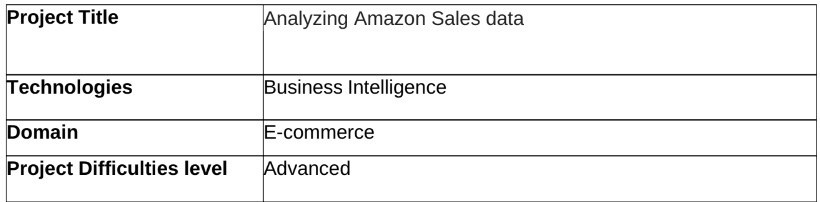 Project Title Analyzing Amazon Sales data
Technologies Business Intelligence
Domain E-commerce
Project Difficulties level Advanced